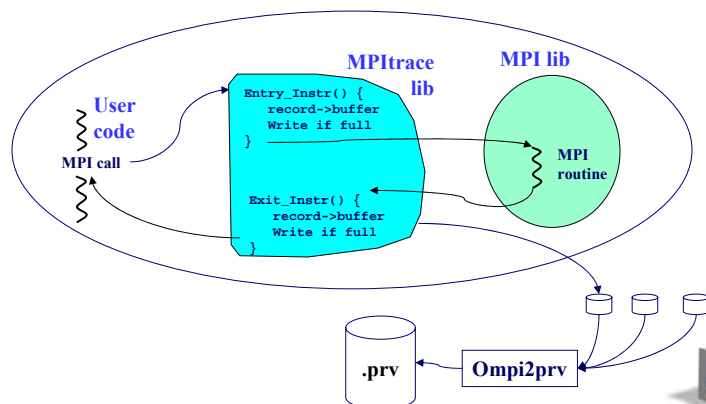 MPItrace
lib
MPI lib
User
code
MPI call
Entry_Instr() {
record->buffer
Write if full
}
MPI
routine
Exit_Instr() {
record->buffer
Write if full
}
.prv
Ompi2prv